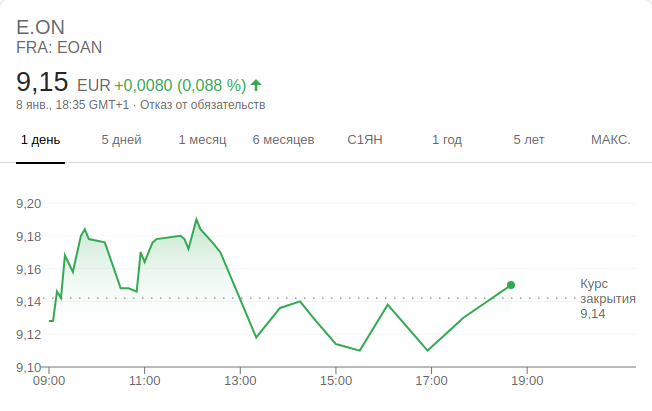 E.ON
FRA: EOAN
9,15 EUR +0,0080 (0,088 %)
8 янв., 18:35 GMT+1 · Отказ от обязательств
1 день 5 дней 1 месяц 6 месяцев С1ЯН 1 год 5 лет МАКС.
9,20
9,18
9,16
9,14
9,12
9,10
Курс
закрытия
9,14
09:00 11:00 13:00 15:00 17:00 19:00